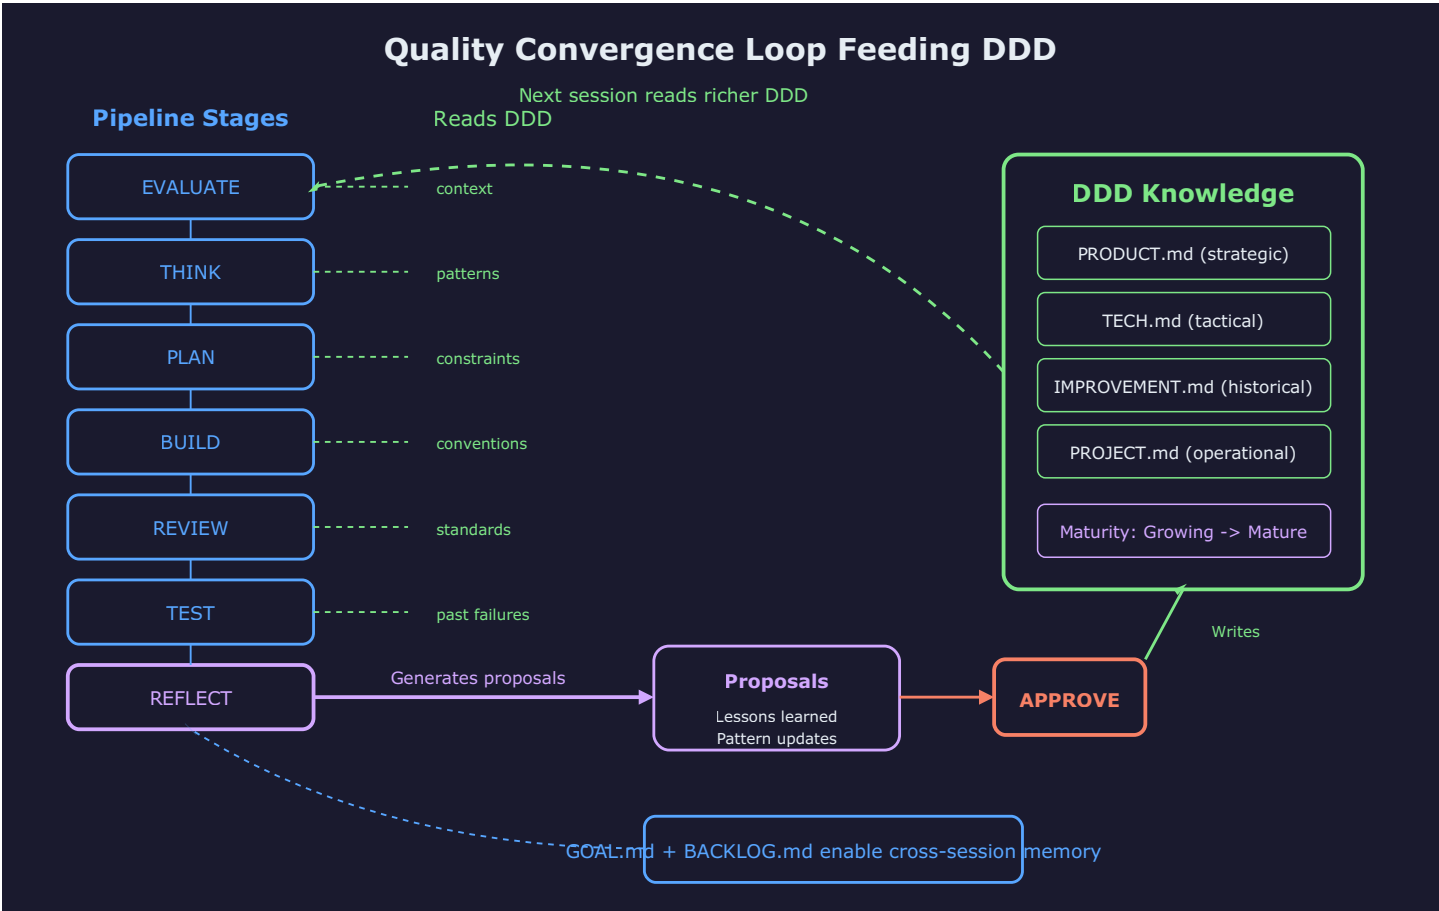 Quality Convergence Loop Feeding DDD
Next session reads richer DDD
Pipeline Stages
Reads DDD
EVALUATE
context
THINK
patterns
PLAN
constraints
BUILD
conventions
REVIEW
standards
TEST
past failures
REFLECT
Generates proposals
Proposals
Lessons learned
Pattern updates
APPROVE
Writes
DDD Knowledge
PRODUCT.md (strategic)
TECH.md (tactical)
IMPROVEMENT.md (historical)
PROJECT.md (operational)
Maturity: Growing -> Mature
GOAL.md + BACKLOG.md enable cross-session memory